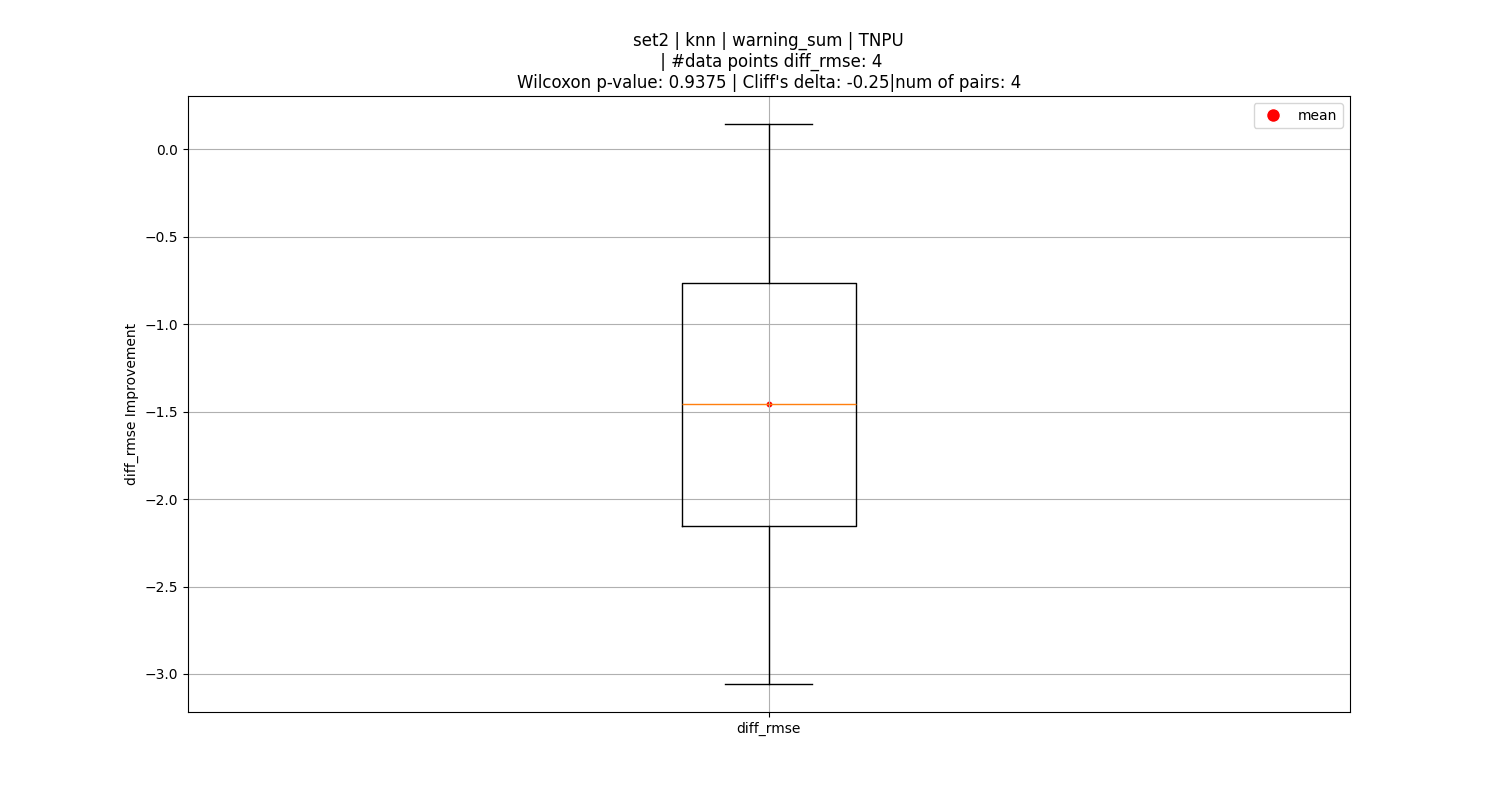 set2 | knn | warning_sum | TNPU
| #data points diff_rmse: 4
Wilcoxon p-value: 0.9375 | Cliff's delta: -0.25|num of pairs: 4
mean
0.0
−0.5
−1.0
−1.5
−2.0
−2.5
−3.0
diff_rmse Improvement
diff_rmse